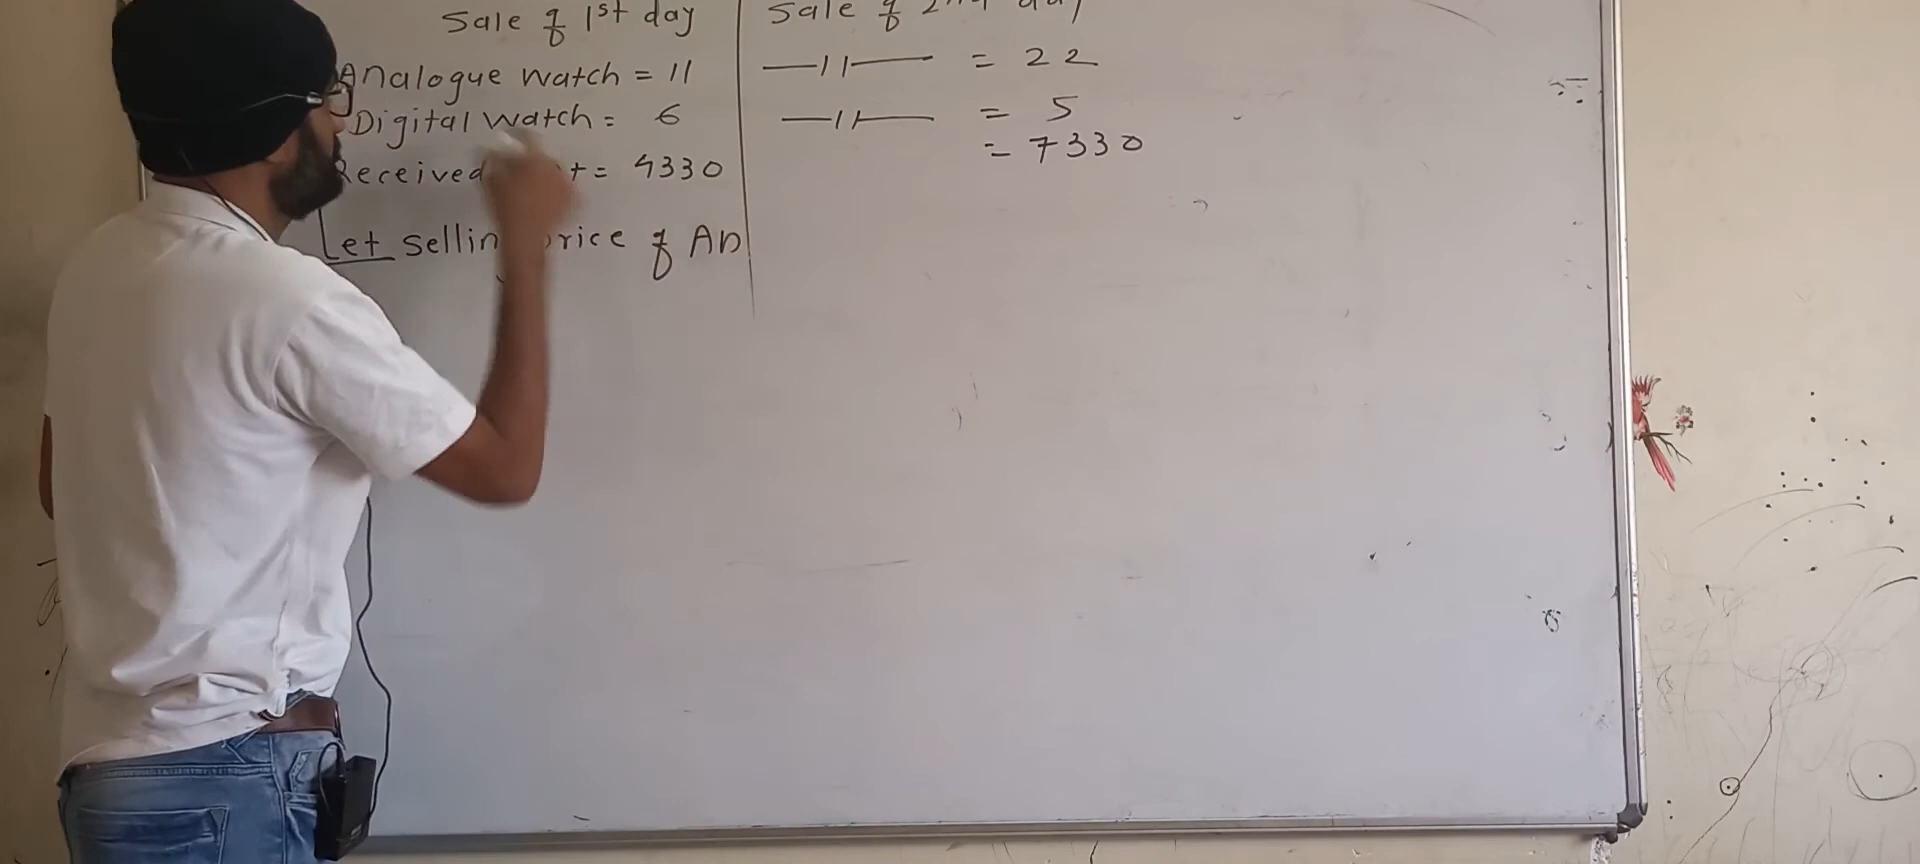 Sale of 1st day
Analogue watch = 11
Digital watch = 6
Received = 4330
Let selling price of An
Sale of 2nd day
—11— = 22
—11— = 5
= 7330